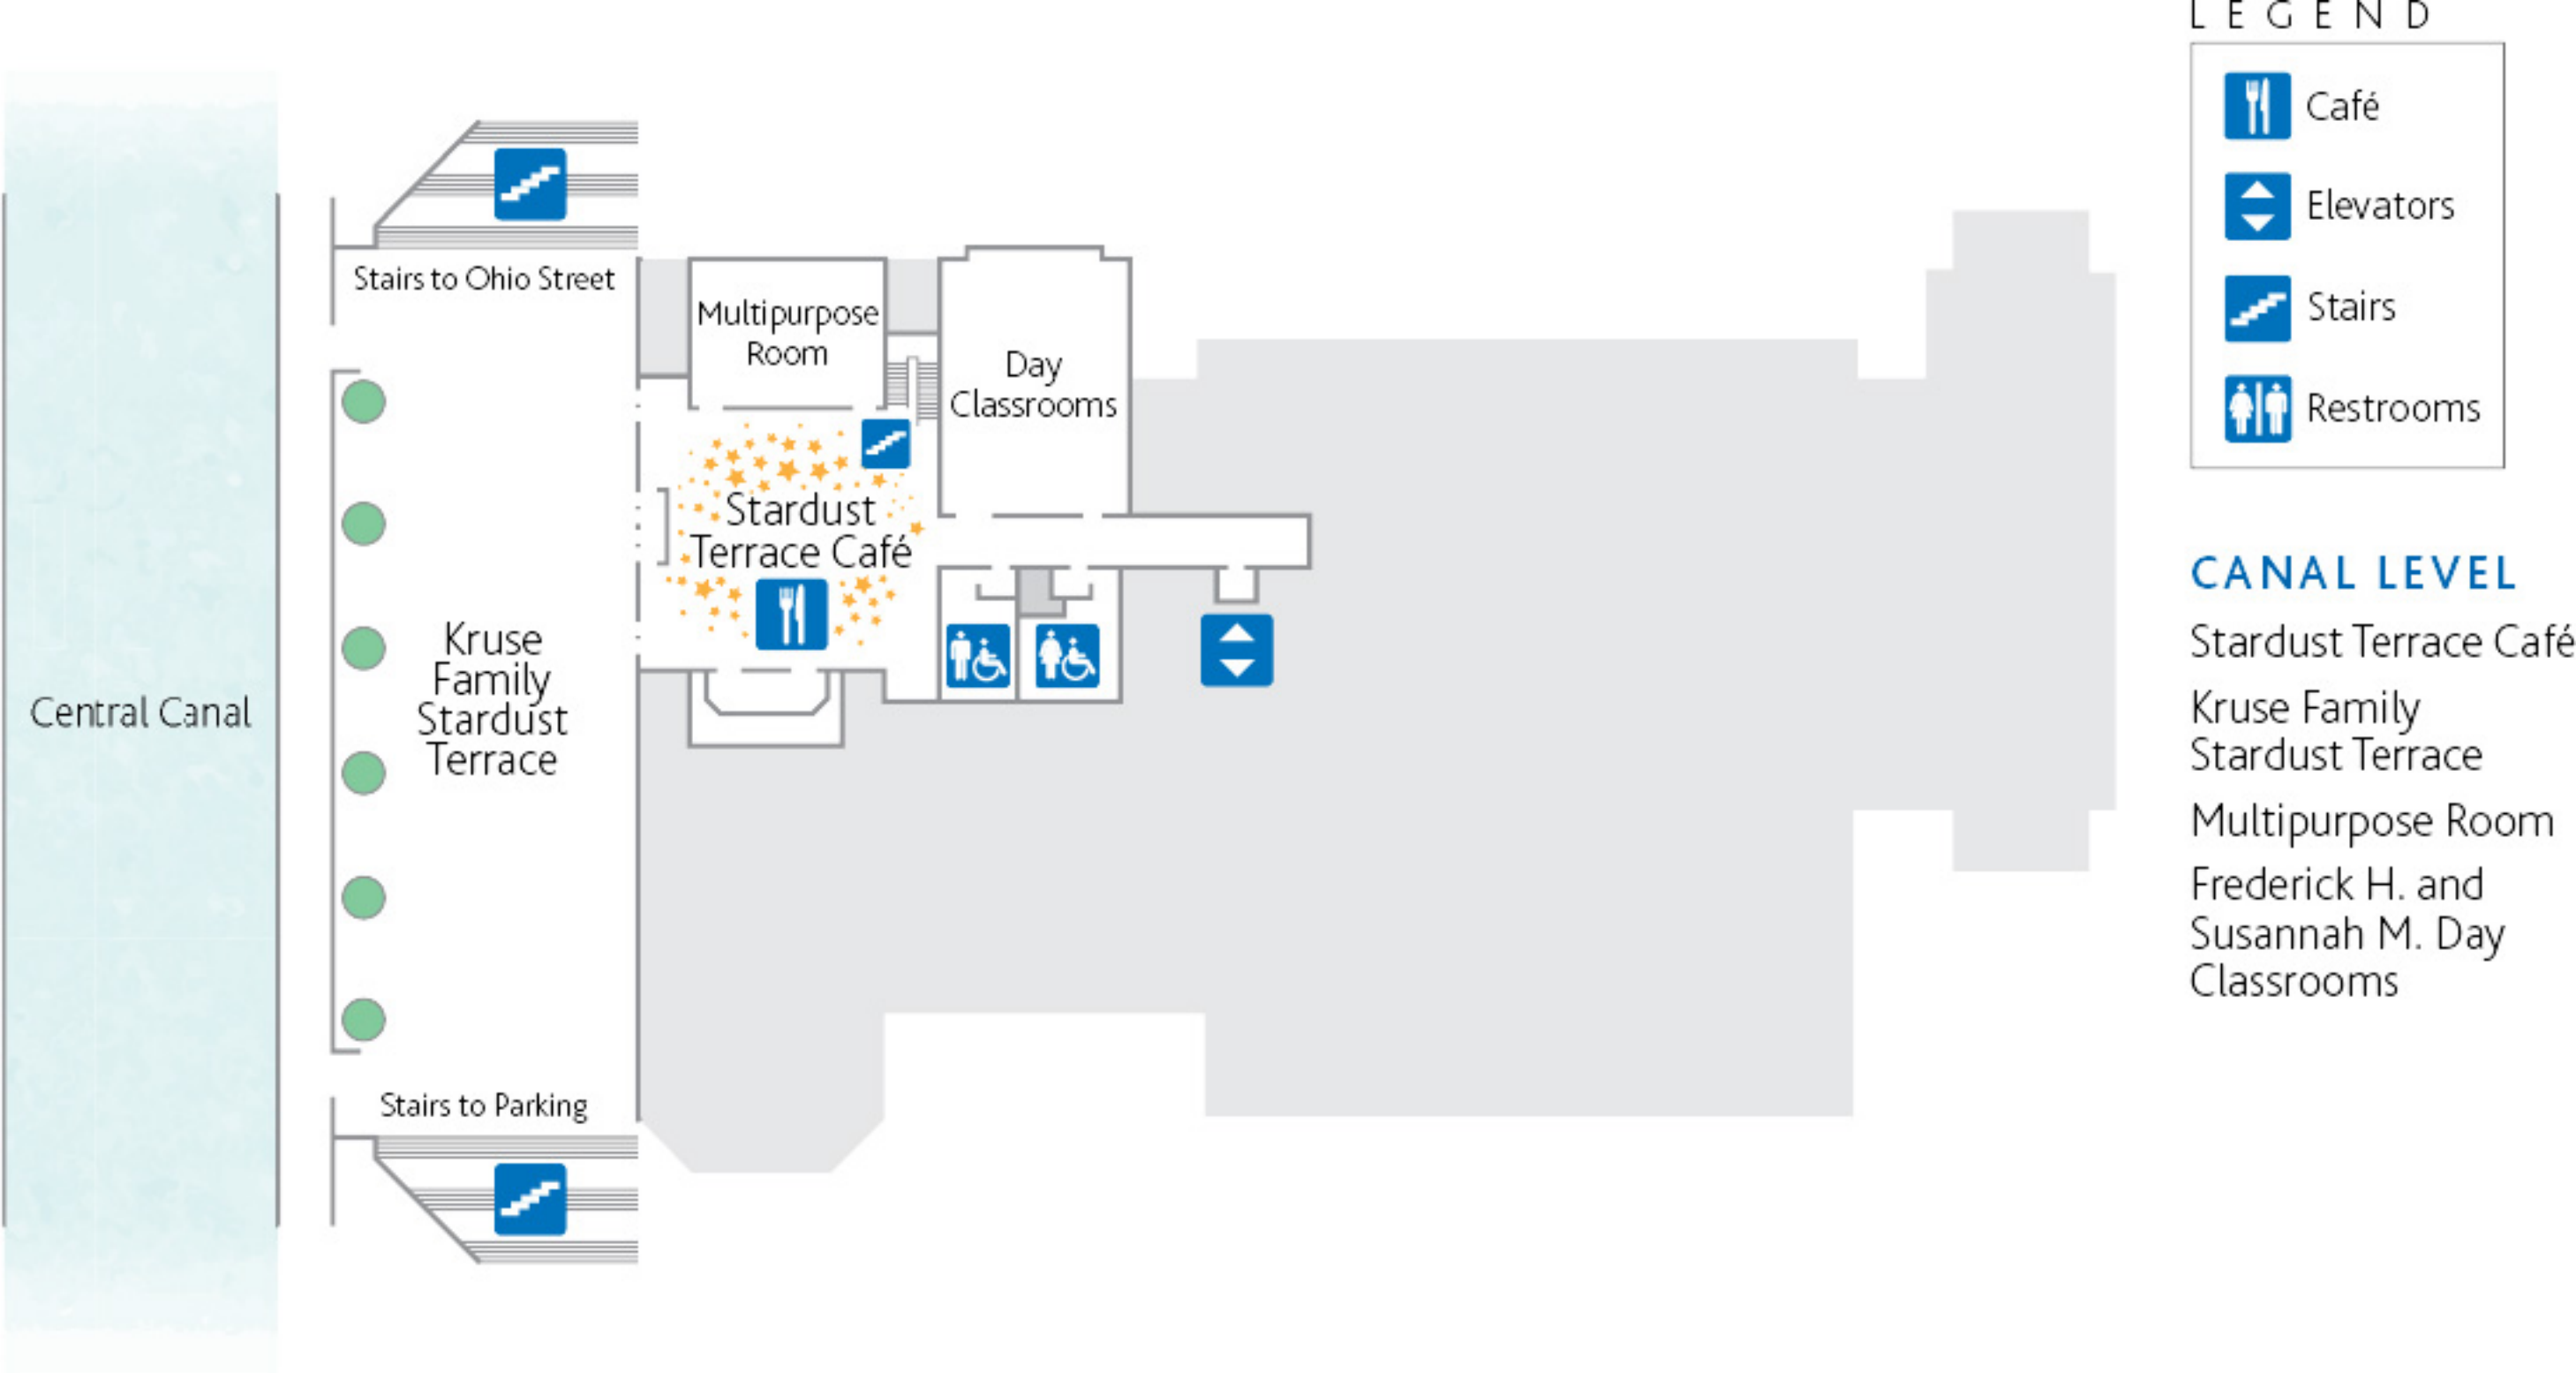 LEGEND
Café
Elevators
Stairs
Restrooms
Stairs to Ohio Street
Multipurpose
Room
Day
Classrooms
Stardust
Terrace Café
Kruse
Family
Stardust
Terrace
Central Canal
Stairs to Parking
CANAL LEVEL
Stardust Terrace Café
Kruse Family
Stardust Terrace
Multipurpose Room
Frederick H. and
Susannah M. Day
Classrooms